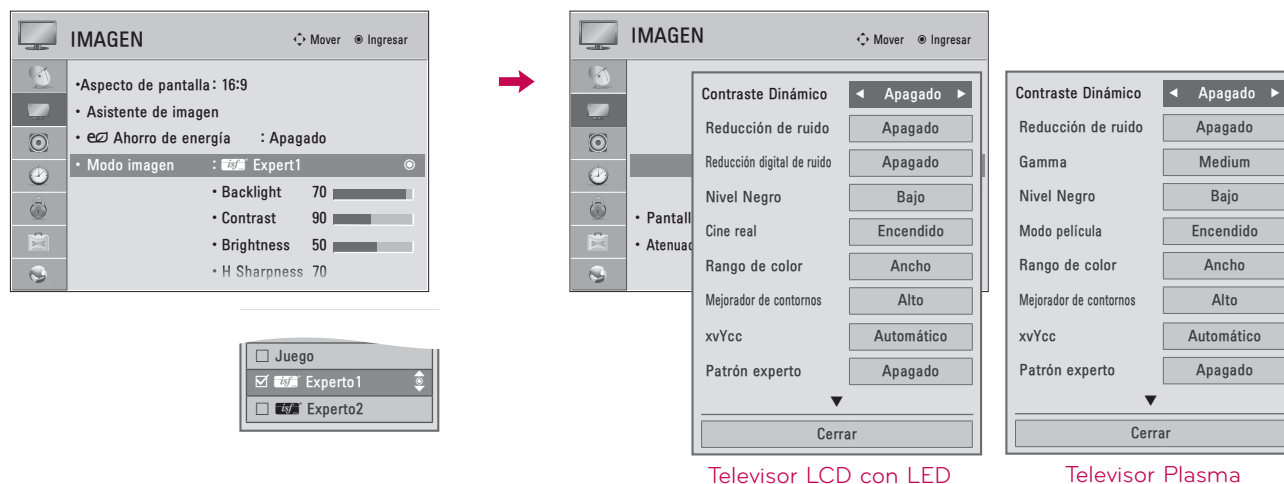 IMAGEN
Mover Ingresar
•Aspecto de pantalla: 16:9
• Asistente de imagen
• eco Ahorro de energía : Apagado
• Modo imagen : isf Expert1
• Backlight 70
• Contrast 90
• Brightness 50
• H Sharpness 70
Juego
isf Experto1
isf Experto2
IMAGEN
Mover Ingresar
• Pantall
• Atenuac
Contraste Dinámico ◄ Apagado ►
Reducción de ruido Apagado
Reducción digital de ruido Apagado
Nivel Negro Bajo
Cine real Encendido
Rango de color Ancho
Mejorador de contornos Alto
xvYcc Automático
Patrón experto Apagado
▼
Cerrar
Televisor LCD con LED
Contraste Dinámico ◄ Apagado ►
Reducción de ruido Apagado
Gamma Medium
Nivel Negro Bajo
Modo película Encendido
Rango de color Ancho
Mejorador de contornos Alto
xvYcc Automático
Patrón experto Apagado
▼
Cerrar
Televisor Plasma